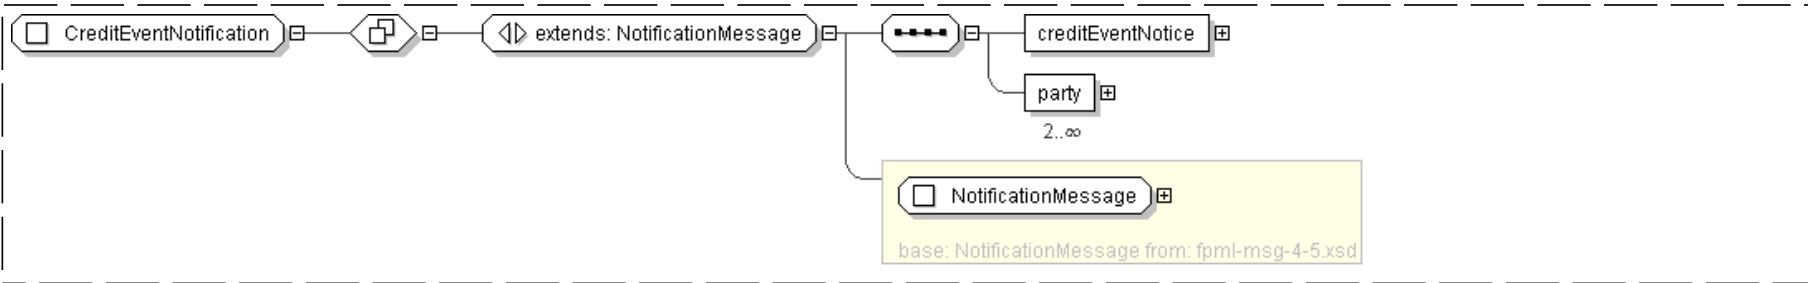 CreditEventNotification
extends: NotificationMessage
creditEventNotice
party
2..∞
NotificationMessage
base: NotificationMessage from: fpml-msg-4-5.xsd